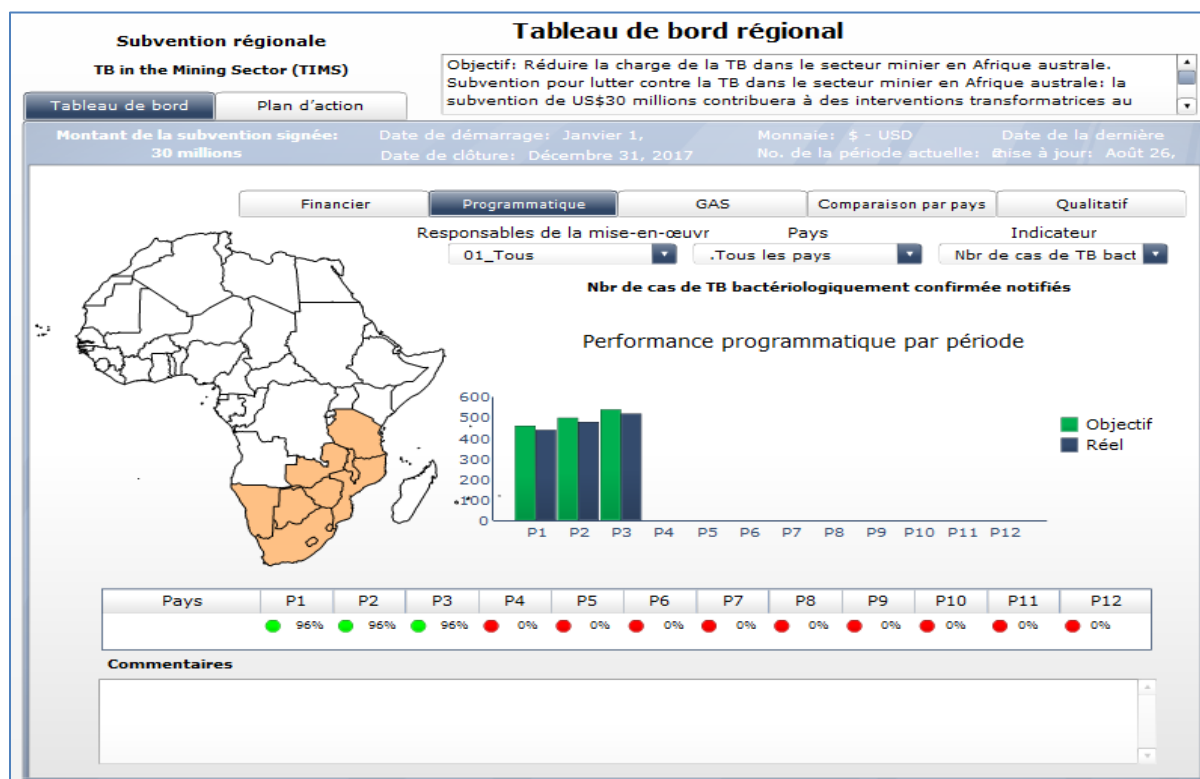 Subvention régionale
TB in the Mining Sector (TIMS)
Tableau de bord régional
Objectif: Réduire la charge de la TB dans le secteur minier en Afrique australe.
Subvention pour lutter contre la TB dans le secteur minier en Afrique australe: la
subvention de US$30 millions contribuera à des interventions transformatrices au
Tableau de bord
Plan d’action
Montant de la subvention signée:
30 millions
Date de démarrage: Janvier 1,
Date de clôture: Décembre 31, 2017
Monnaie: $ - USD
No. de la période actuelle:
Date de la dernière
mise à jour: Août 26,
Financier
Programmatique
GAS
Comparaison par pays
Qualitatif
Responsables de la mise-en-œuvr
Pays
Indicateur
01_Tous
.Tous les pays
Nbr de cas de TB bact
Nbr de cas de TB bactériologiquement confirmée notifiés
Performance programmatique par période
600
500
400
300
200
100
0
P1 P2 P3 P4 P5 P6 P7 P8 P9 P10 P11 P12
Objectif
Réel
Pays P1 P2 P3 P4 P5 P6 P7 P8 P9 P10 P11 P12
96% 96% 96% 0% 0% 0% 0% 0% 0% 0% 0% 0%
Commentaires